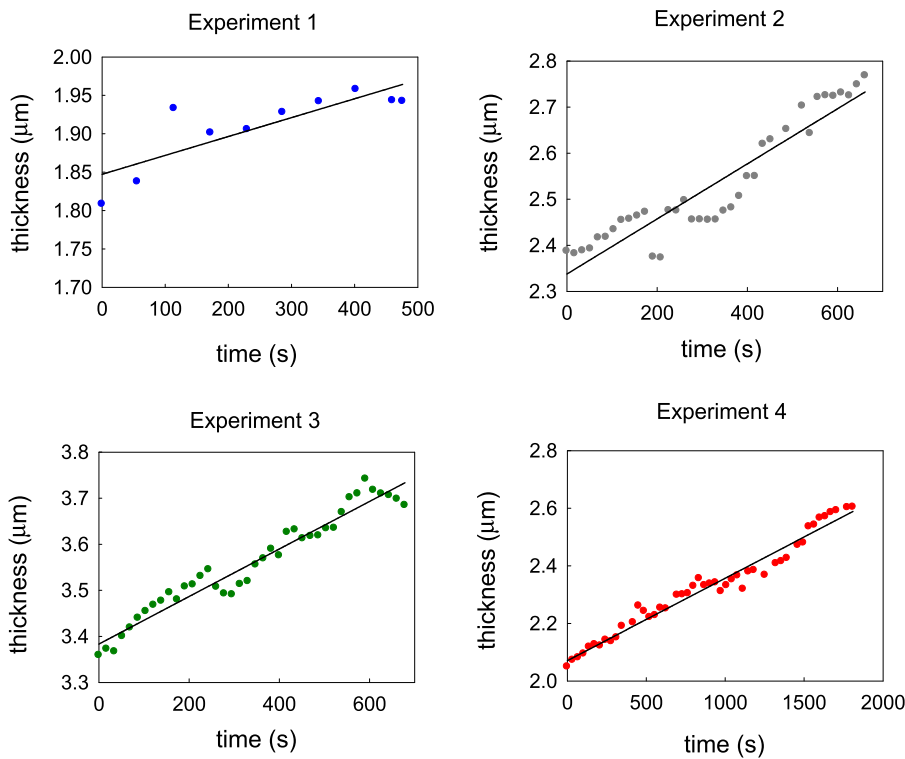 Experiment 1
thickness (μm)
2.00
1.95
1.90
1.85
1.80
1.75
1.70
0 100 200 300 400 500
time (s)
Experiment 2
thickness (μm)
2.8
2.7
2.6
2.5
2.4
2.3
0 200 400 600
time (s)
Experiment 3
thickness (μm)
3.8
3.7
3.6
3.5
3.4
3.3
0 200 400 600
time (s)
Experiment 4
thickness (μm)
2.8
2.6
2.4
2.2
2.0
0 500 1000 1500 2000
time (s)